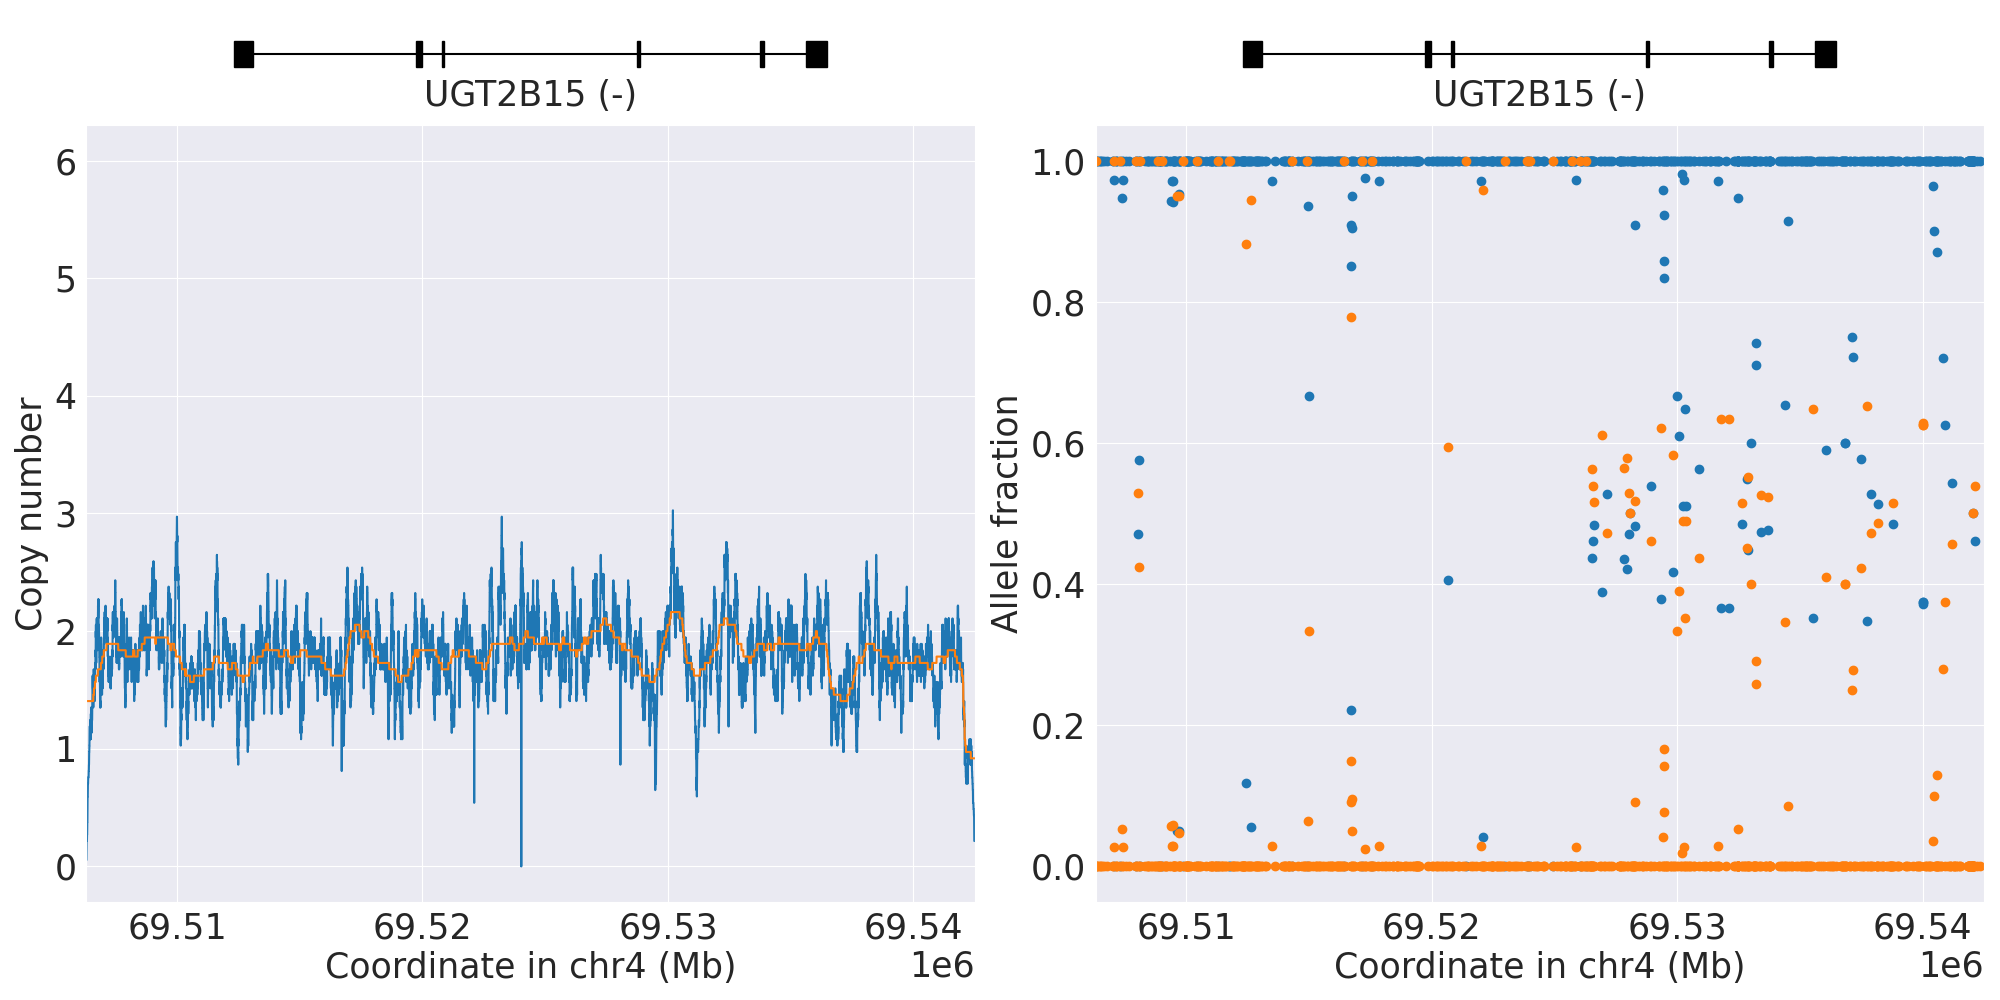 UGT2B15 (-)
6
5
4
3
2
1
0
Copy number
69.51 69.52 69.53 69.54
Coordinate in chr4 (Mb)
1e6
UGT2B15 (-)
1.0
0.8
0.6
0.4
0.2
0.0
Allele fraction
69.51 69.52 69.53 69.54
Coordinate in chr4 (Mb)
1e6